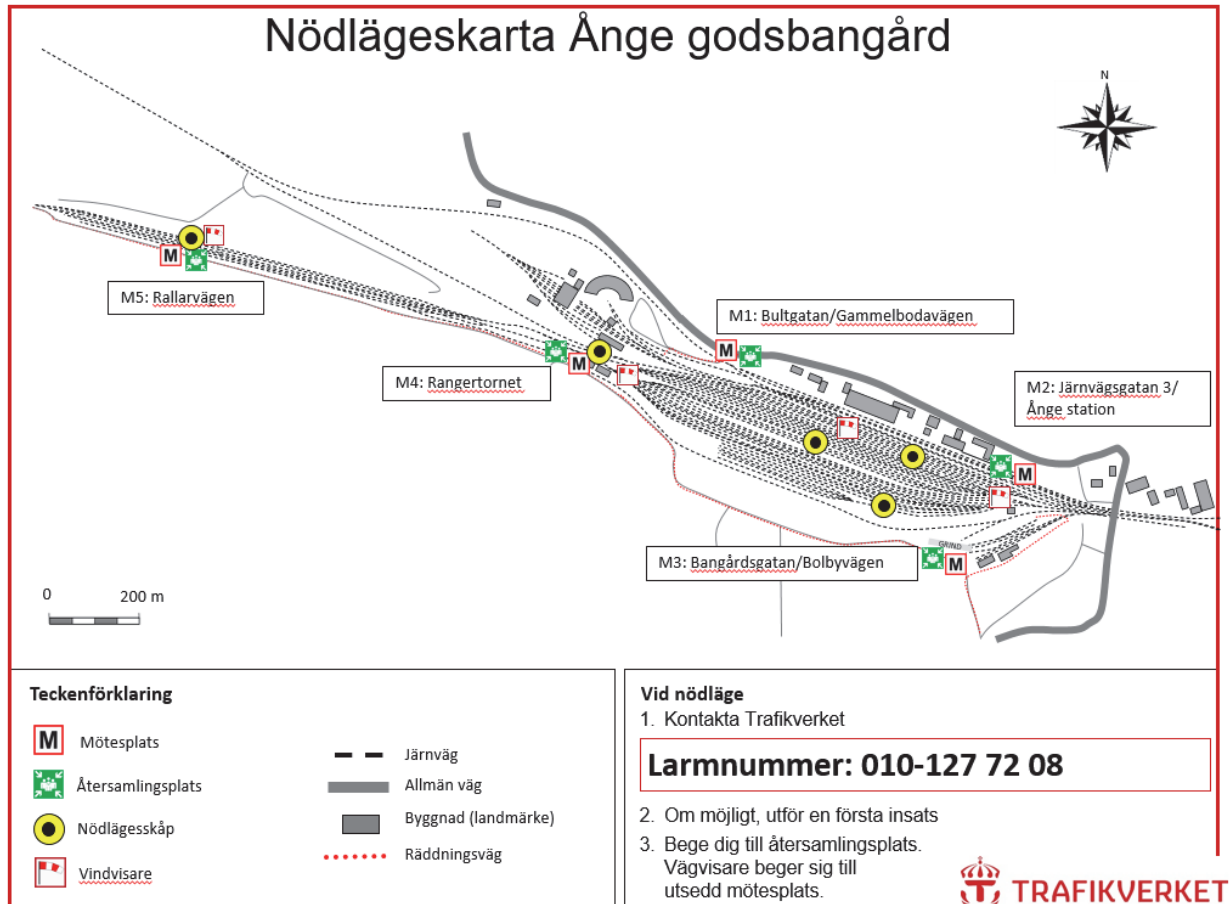 Nödlägeskarta Ånge godsbangård
N
M
M5: Rallarvägen
M1: Bultgatan/Gammelbodavägen
M
M
M4: Rangertornet
M2: Järnvägsgatan 3/
Ånge station
M
GRIND
M3: Bangårdsgatan/Bolbyvägen
M
0 200 m
Teckenförklaring
M Mötesplats
Återsamlingsplats
Nödlägesskåp
Vindvisare
Järnväg
Allmän väg
Byggnad (landmärke)
Räddningsväg
Vid nödläge
1. Kontakta Trafikverket
Larmnummer: 010-127 72 08
2. Om möjligt, utför en första insats
3. Bege dig till återsamlingsplats.
Vägvisare beger sig till
utsedd mötesplats.
TRAFIKVERKET